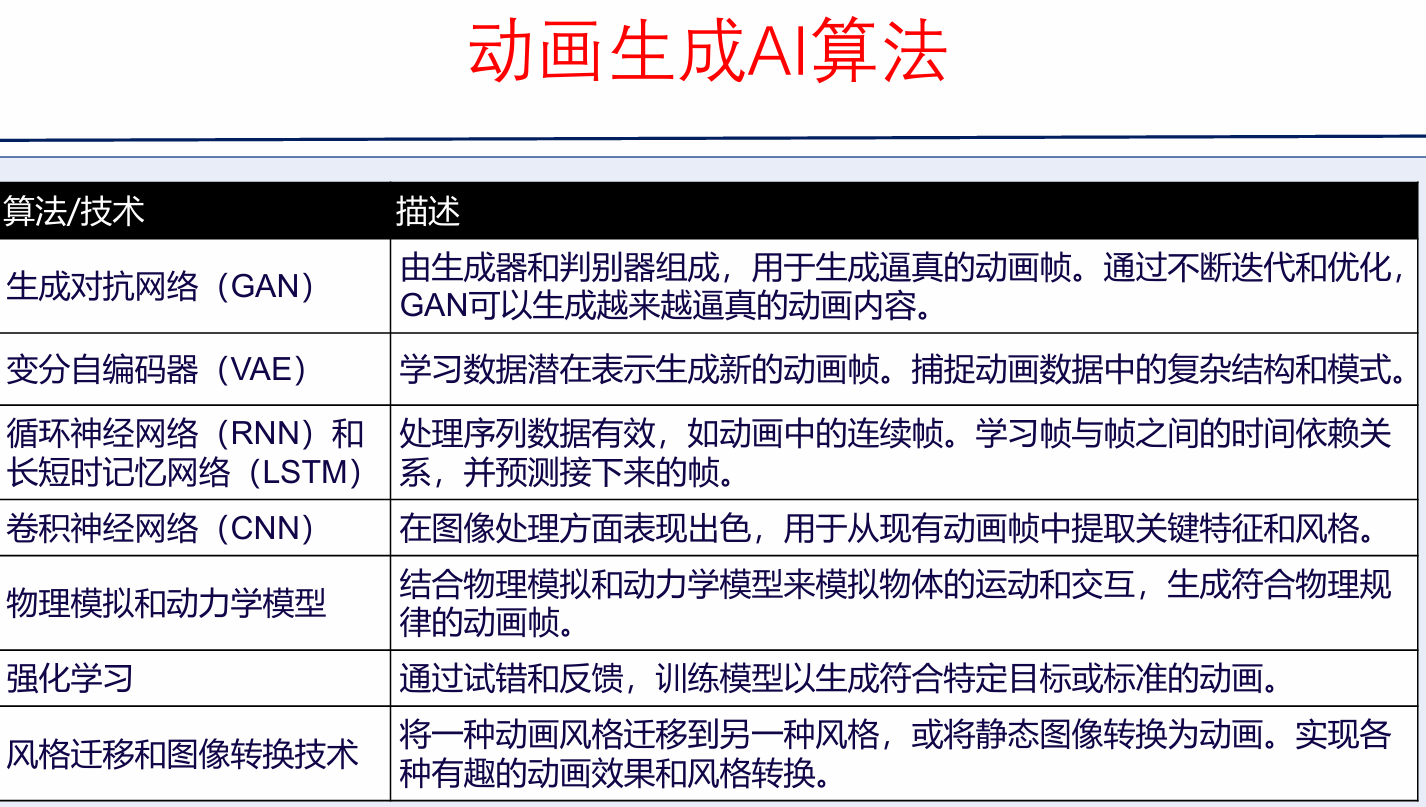 动画生成AI算法
算法/技术
描述
生成对抗网络（GAN）
由生成器和判别器组成，用于生成逼真的动画帧。通过不断迭代和优化，
GAN可以生成越来越逼真的动画内容。
变分自编码器（VAE）
学习数据潜在表示生成新的动画帧。捕捉动画数据中的复杂结构和模式。
循环神经网络（RNN）和
长短时记忆网络（LSTM）
处理序列数据有效，如动画中的连续帧。学习帧与帧之间的时间依赖关
系，并预测接下来的帧。
卷积神经网络（CNN）
在图像处理方面表现出色，用于从现有动画帧中提取关键特征和风格。
物理模拟和动力学模型
结合物理模拟和动力学模型来模拟物体的运动和交互，生成符合物理规
律的动画帧。
强化学习
通过试错和反馈，训练模型以生成符合特定目标或标准的动画。
风格迁移和图像转换技术
将一种动画风格迁移到另一种风格，或将静态图像转换为动画。实现各
种有趣的动画效果和风格转换。